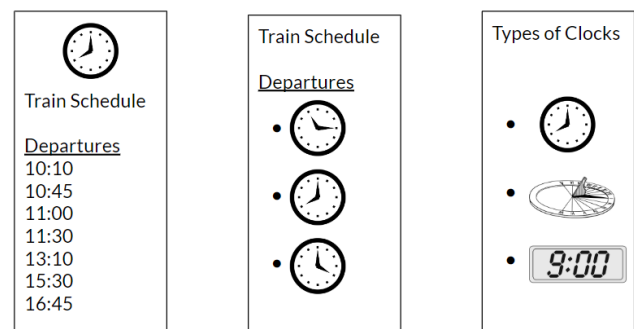 Train Schedule
Departures
10:10
10:45
11:00
11:30
13:10
15:30
16:45
Train Schedule
Departures
Types of Clocks
9:00